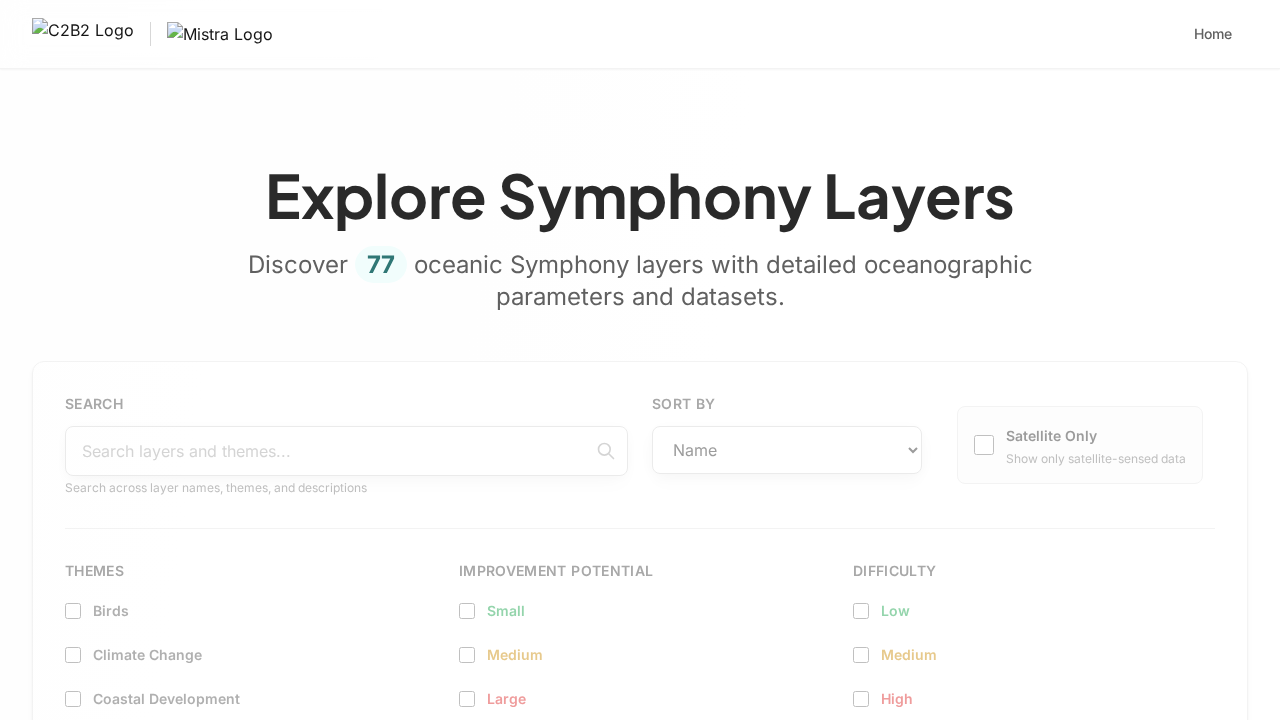 C2B2 Logo
Mistra Logo
Home
Explore Symphony Layers
Discover 77 oceanic Symphony layers with detailed oceanographic
parameters and datasets.
SEARCH
SORT BY
Search layers and themes...
Name
Satellite Only
Show only satellite-sensed data
Search across layer names, themes, and descriptions
THEMES
IMPROVEMENT POTENTIAL
DIFFICULTY
Birds
Small
Low
Climate Change
Medium
Medium
Coastal Development
Large
High